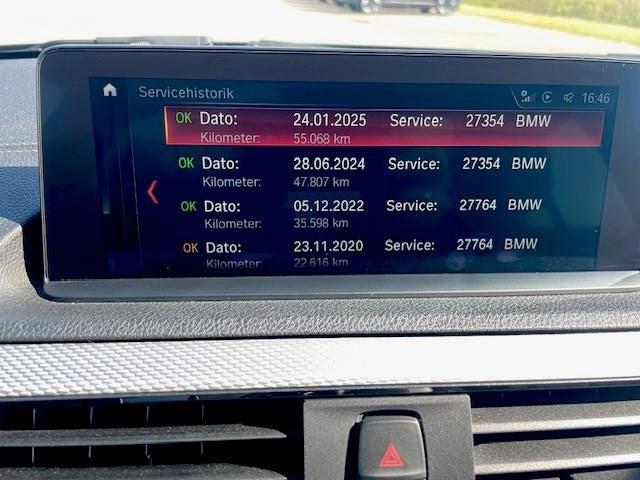 Servicehistorik 16:46
OK Dato: 24.01.2025 Service: 27354 BMW
Kilometer: 55.068 km
OK Dato: 28.06.2024 Service: 27354 BMW
Kilometer: 47.807 km
OK Dato: 05.12.2022 Service: 27764 BMW
Kilometer: 35.598 km
OK Dato: 23.11.2020 Service: 27764 BMW
Kilometer: 22.616 km